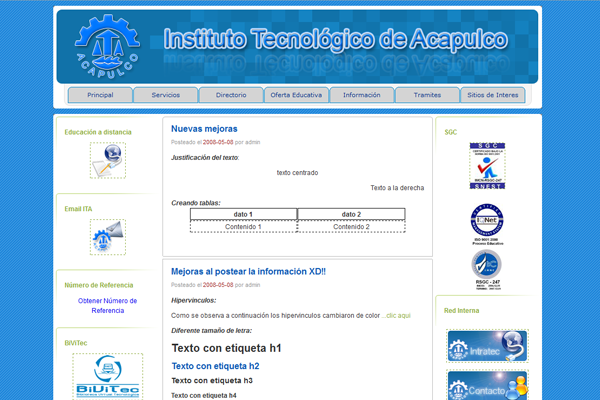 ACAPULCO
Instituto Tecnológico de Acapulco
Principal
Servicios
Directorio
Oferta Educativa
Información
Tramites
Sitios de Interes
Educación a distancia
Email ITA
Número de Referencia
Obtener Número de
Referencia
BiViTec
BiViTec
Nuevas mejoras
Posteado el 2008-05-08 por admin
Justificación del texto:
texto centrado
Texto a la derecha
Creando tablas:
dato 1 dato 2
Contenido 1 Contenido 2
Mejoras al postear la información XD!!
Posteado el 2008-05-08 por admin
Hipervinculos:
Como se observa a continuación los hipervinculos cambiaron de color ...clic aqui
Diferente tamaño de letra:
Texto con etiqueta h1
Texto con etiqueta h2
Texto con etiqueta h3
Texto con etiqueta h4
SGC
SGC
RSGC-247
SNEST
IQNet
ISO 9001:2000
Proceso Educativo
RSGC - 247
Red Interna
Intratec
Contacto